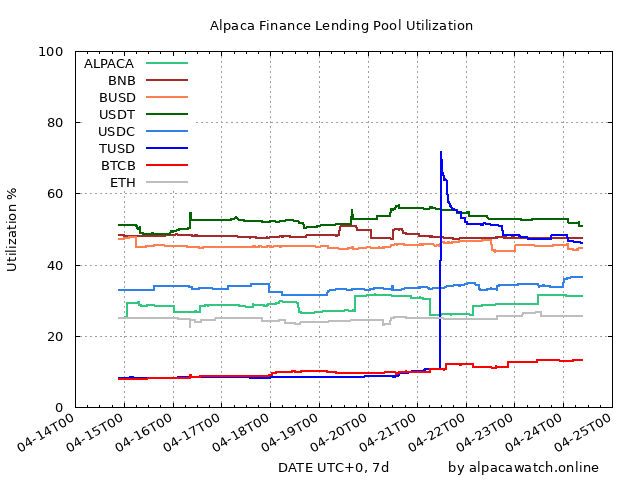 Alpaca Finance Lending Pool Utilization
Utilization %
100
80
60
40
20
0
ALPACA
BNB
BUSD
USDT
USDC
TUSD
BTCB
ETH
04-14T00
04-15T00
04-16T00
04-17T00
04-18T00
04-19T00
04-20T00
04-21T00
04-22T00
04-23T00
04-24T00
04-25T00
DATE UTC+0, 7d
by alpacawatch.online